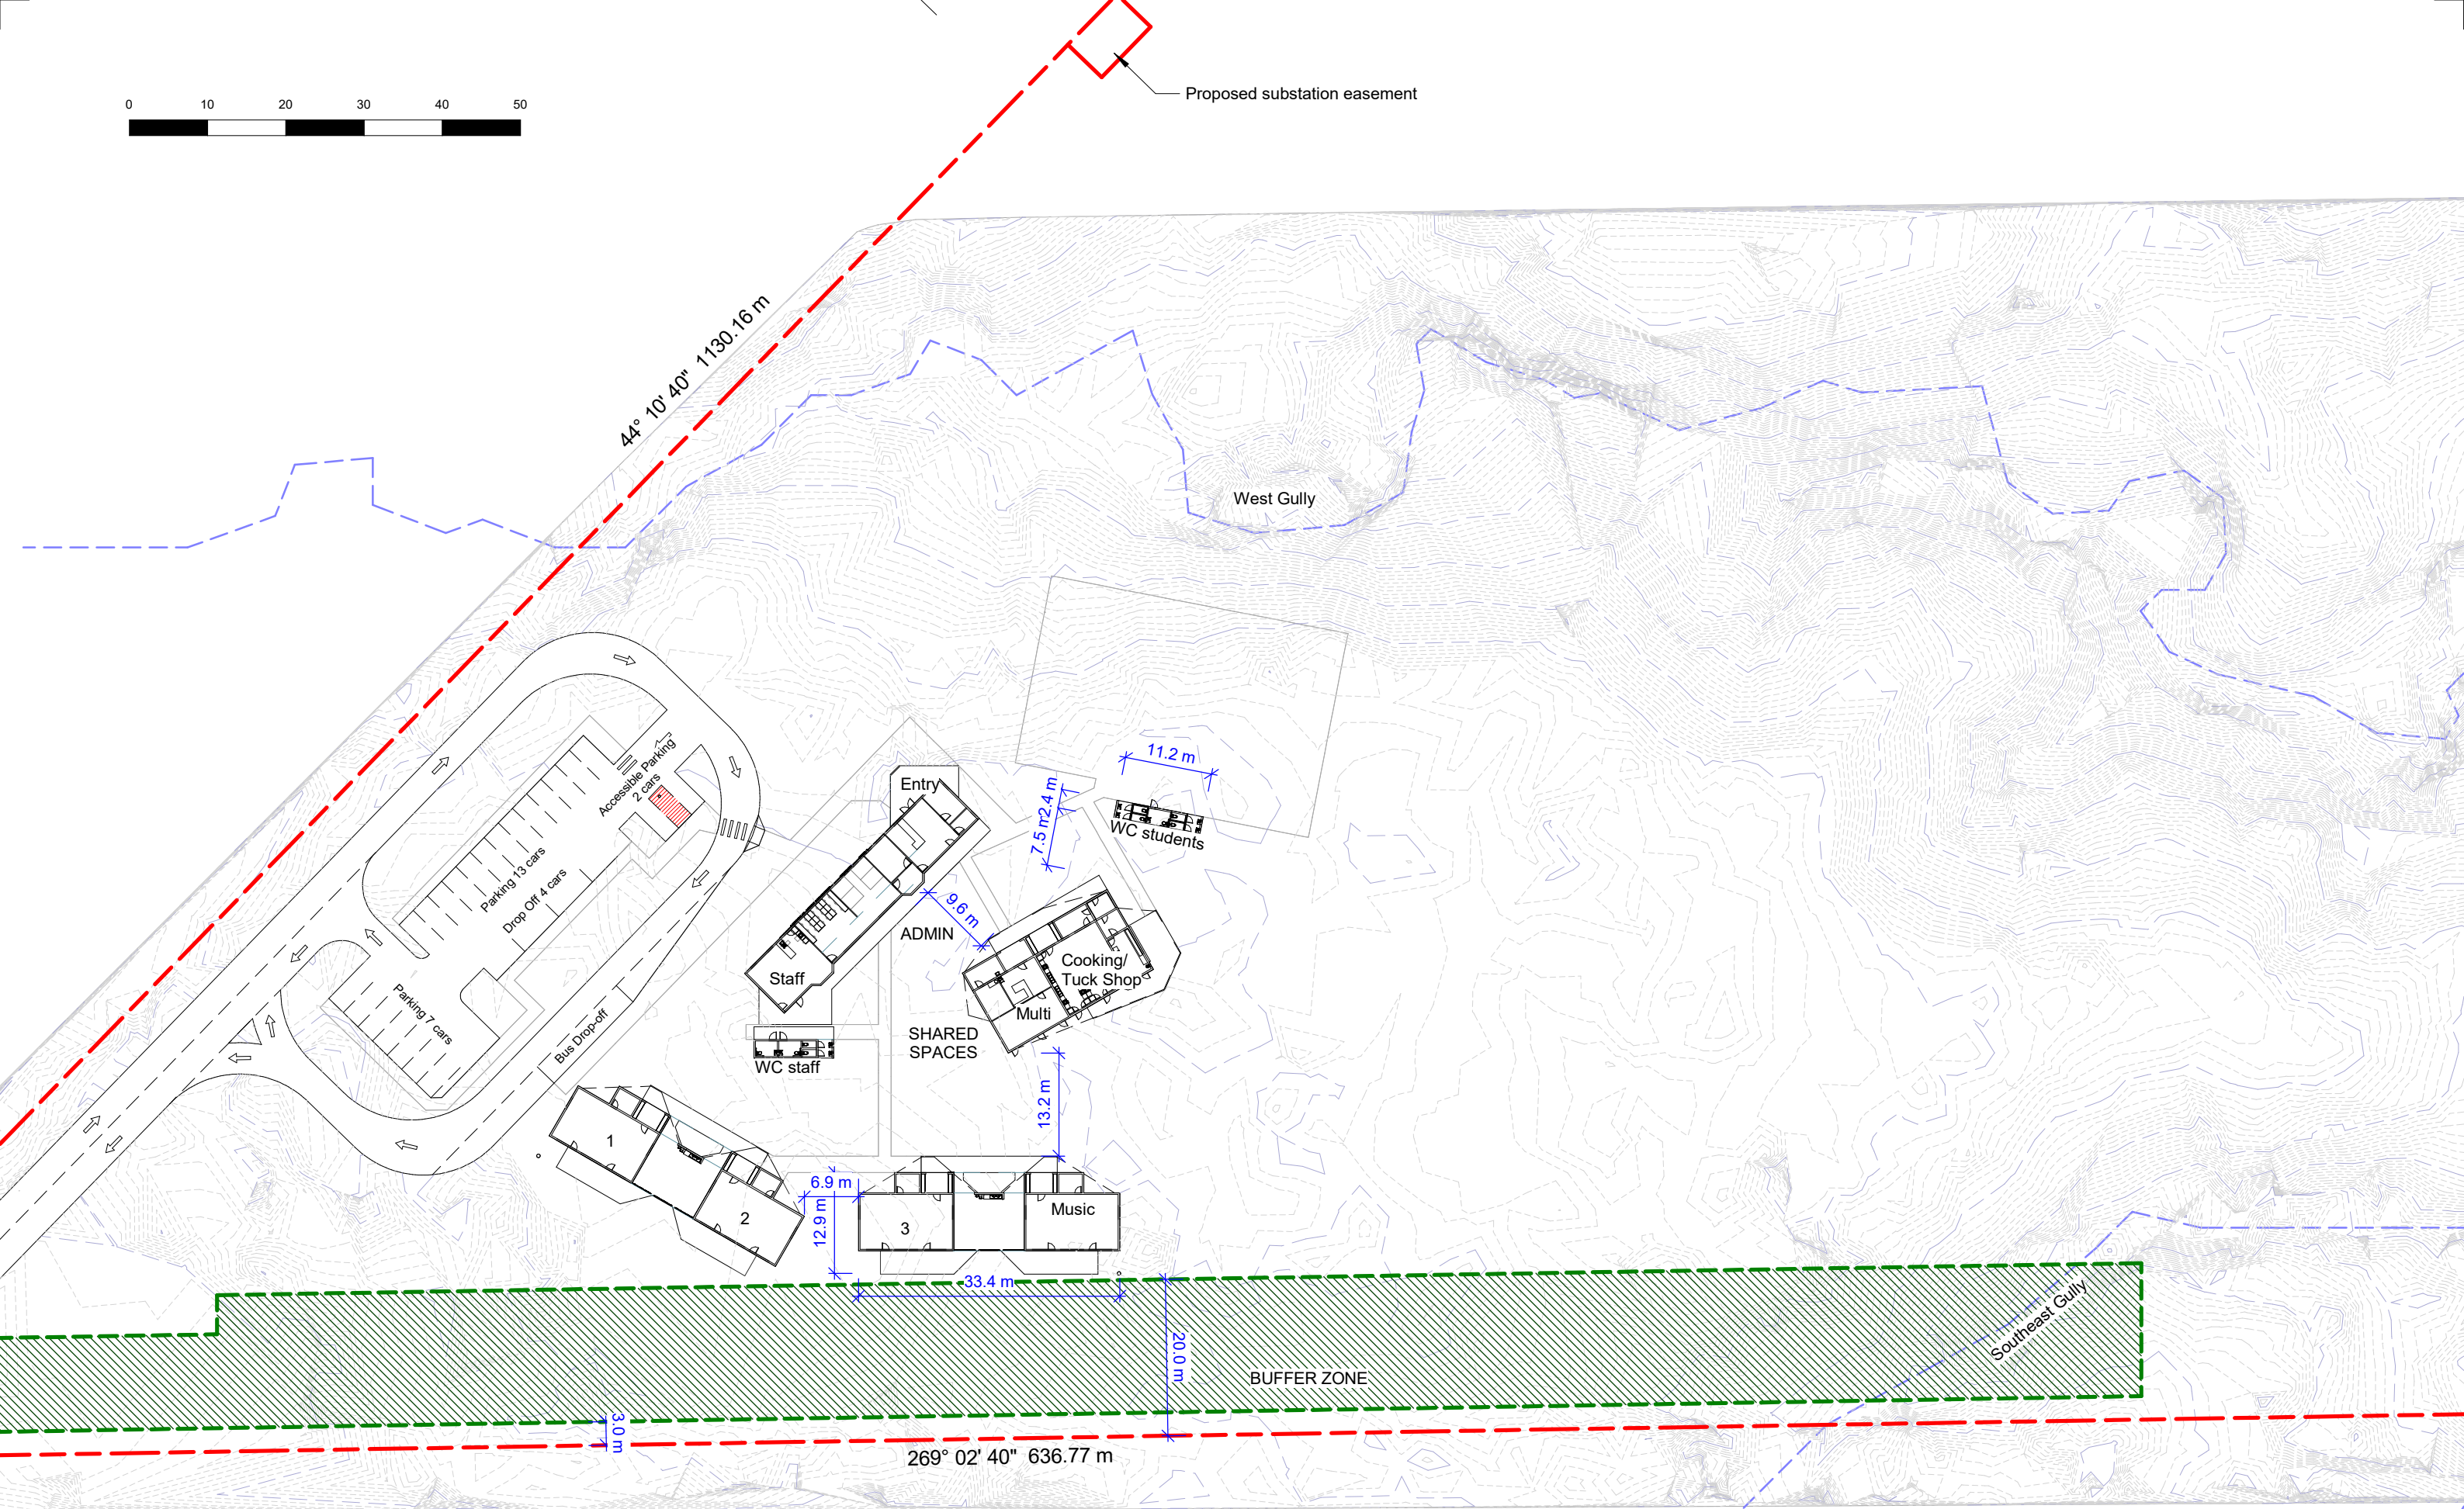 0 10 20 30 40 50
Proposed substation easement
44° 10' 40" 1130.16 m
West Gully
Accessible Parking
2 cars
Parking 13 cars
Drop Off 4 cars
Parking 7 cars
Bus Drop-off
Entry
11.2 m
2.4 m
7.5 m
WC students
9.6 m
ADMIN
Staff
Cooking/
Tuck Shop
Multi
SHARED
SPACES
WC staff
13.2 m
1
2
6.9 m
12.9 m
3
Music
33.4 m
20.0 m
BUFFER ZONE
Southeast Gully
3.0 m
269° 02' 40" 636.77 m